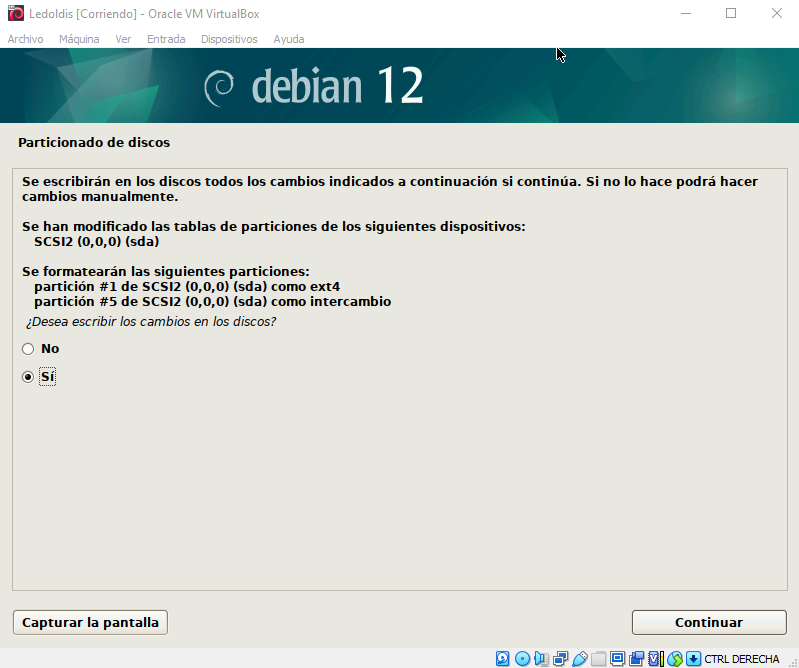 Ledoldis [Corriendo] - Oracle VM VirtualBox
Archivo Máquina Ver Entrada Dispositivos Ayuda
debian 12
Particionado de discos
Se escribirán en los discos todos los cambios indicados a continuación si continúa. Si no lo hace podrá hacer
cambios manualmente.
Se han modificado las tablas de particiones de los siguientes dispositivos:
SCSI2 (0,0,0) (sda)
Se formatearán las siguientes particiones:
partición #1 de SCSI2 (0,0,0) (sda) como ext4
partición #5 de SCSI2 (0,0,0) (sda) como intercambio
¿Desea escribir los cambios en los discos?
No
Sí
Capturar la pantalla Continuar
CTRL DERECHA